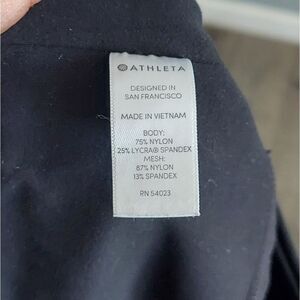 ATHLETA
DESIGNED IN
SAN FRANCISCO
MADE IN VIETNAM
BODY:
75% NYLON
25% LYCRA® SPANDEX
MESH:
87% NYLON
13% SPANDEX
RN 54023